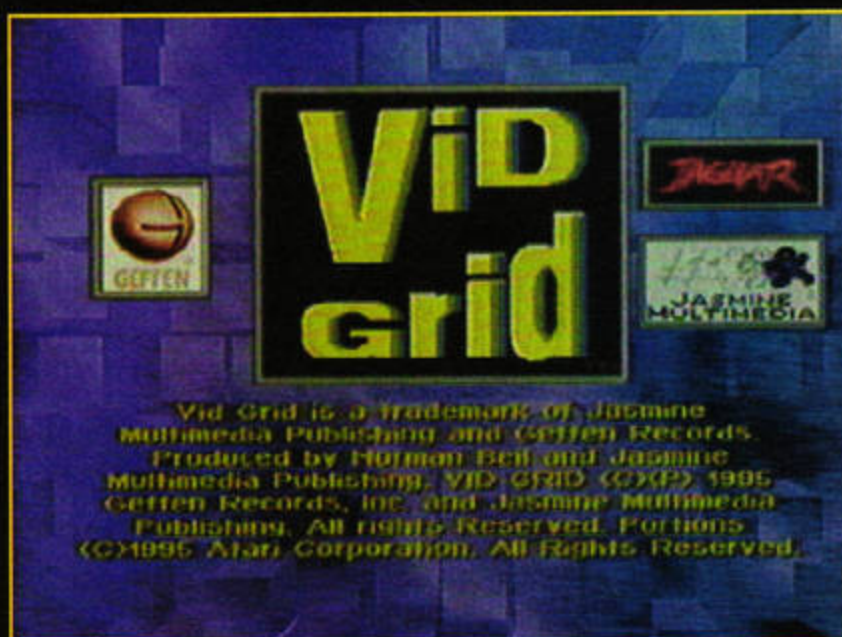 ViD
Grid
GEFFEN
JAGUAR
JASMINE
MULTIMEDIA
Vid Grid is a trademark of Jasmine
Multimedia Publishing and Geffen Records.
Produced by Norman Beil and Jasmine
Multimedia Publishing. VID GRID (C)(P) 1995
Geffen Records, Inc. and Jasmine Multimedia
Publishing. All rights Reserved. Portions
(C)1995 Atari Corporation. All Rights Reserved.